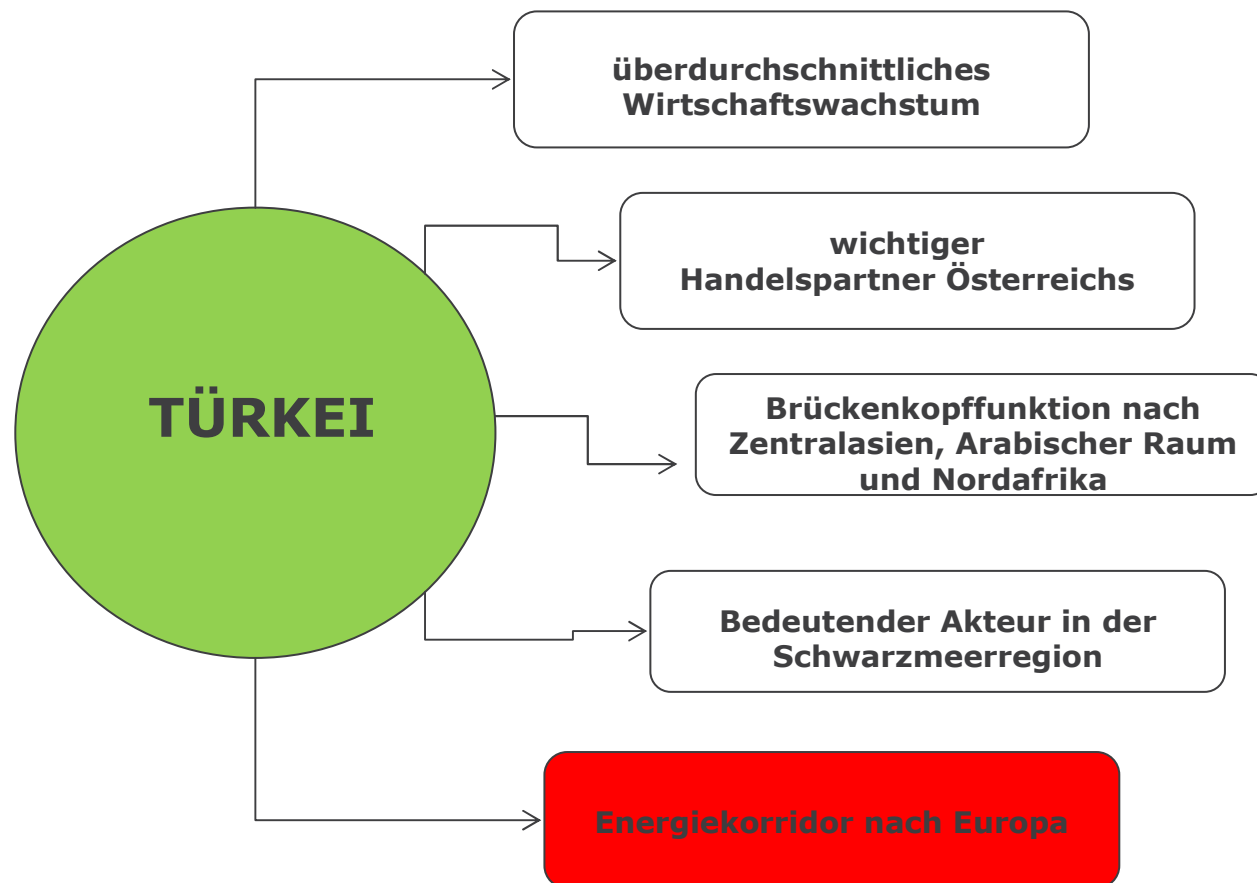 überdurchschnittliches
Wirtschaftswachstum
wichtiger
Handelspartner Österreichs
TÜRKEI
Brückenkopffunktion nach
Zentralasien, Arabischer Raum
und Nordafrika
Bedeutender Akteur in der
Schwarzmeerregion
Energiekorridor nach Europa